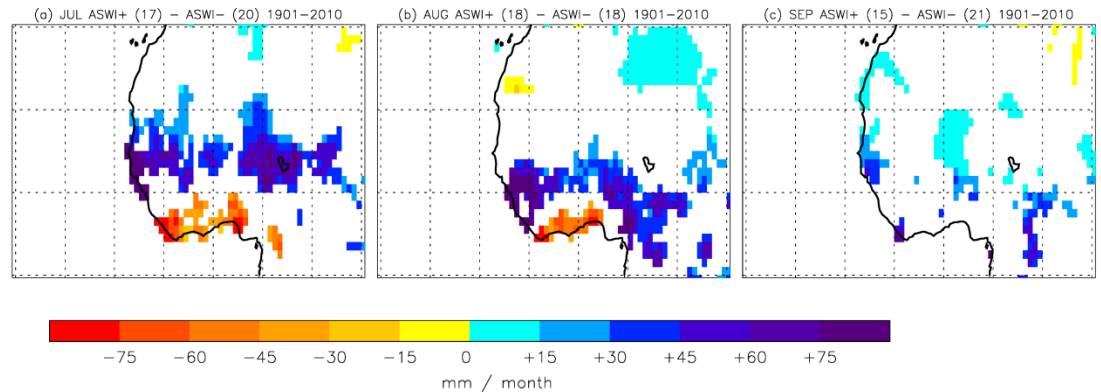 (a) JUL ASWI+ (17) – ASWI– (20) 1901–2010
(b) AUG ASWI+ (18) – ASWI– (18) 1901–2010
(c) SEP ASWI+ (15) – ASWI– (21) 1901–2010
−75 −60 −45 −30 −15 0 +15 +30 +45 +60 +75
mm / month